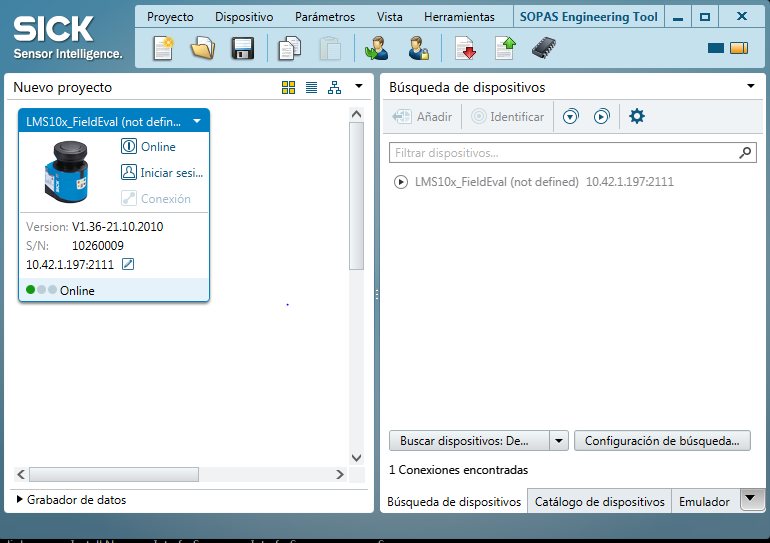 SICK
Sensor Intelligence.
Proyecto Dispositivo Parámetros Vista Herramientas SOPAS Engineering Tool
Nuevo proyecto
LMS10x_FieldEval (not defin...
Online
Iniciar sesi...
Conexión
Version: V1.36-21.10.2010
S/N: 10260009
10.42.1.197:2111
Online
Grabador de datos
Búsqueda de dispositivos
Añadir Identificar
Filtrar dispositivos...
LMS10x_FieldEval (not defined) 10.42.1.197:2111
Buscar dispositivos: De... Configuración de búsqueda...
1 Conexiones encontradas
Búsqueda de dispositivos Catálogo de dispositivos Emulador